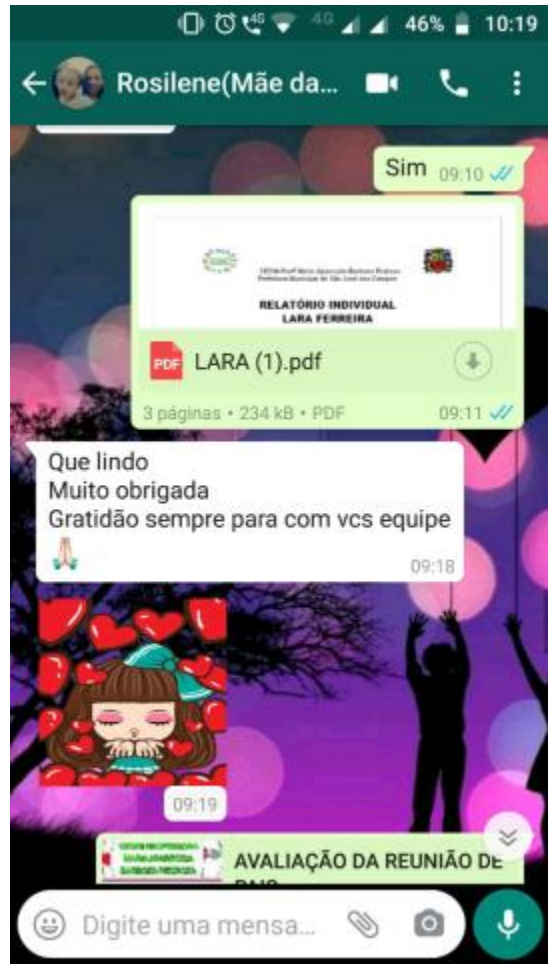 4G 4G 46% 10:19
Rosilene(Mãe da...
Sim 09:10
RELATÓRIO INDIVIDUAL
LARA FERREIRA
PDF LARA (1).pdf
3 páginas • 234 kB • PDF 09:11
Que lindo
Muito obrigada
Gratidão sempre para com vcs equipe
09:18
09:19
AVALIAÇÃO DA REUNIÃO DE
Digite uma mensa...